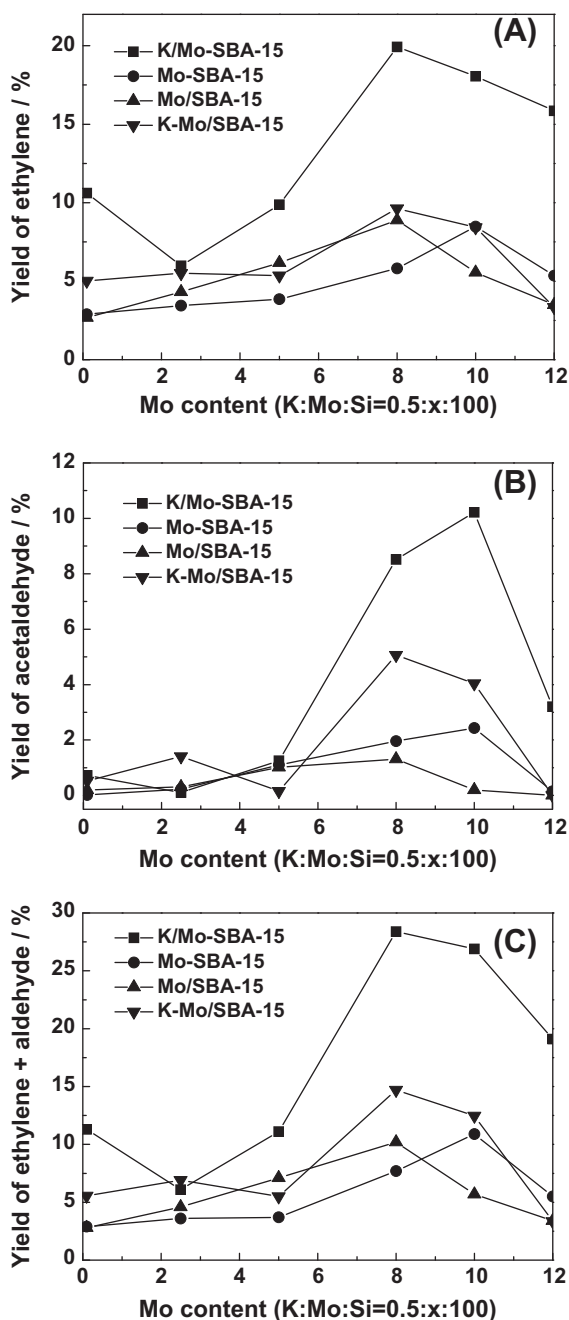 (A)
K/Mo-SBA-15
Mo-SBA-15
Mo/SBA-15
K-Mo/SBA-15
Yield of ethylene / %
20
15
10
5
0
0 2 4 6 8 10 12
Mo content (K:Mo:Si=0.5:x:100)
(B)
K/Mo-SBA-15
Mo-SBA-15
Mo/SBA-15
K-Mo/SBA-15
Yield of acetaldehyde / %
12
10
8
6
4
2
0
0 2 4 6 8 10 12
Mo content (K:Mo:Si=0.5:x:100)
(C)
K/Mo-SBA-15
Mo-SBA-15
Mo/SBA-15
K-Mo/SBA-15
Yield of ethylene + aldehyde / %
30
25
20
15
10
5
0
0 2 4 6 8 10 12
Mo content (K:Mo:Si=0.5:x:100)